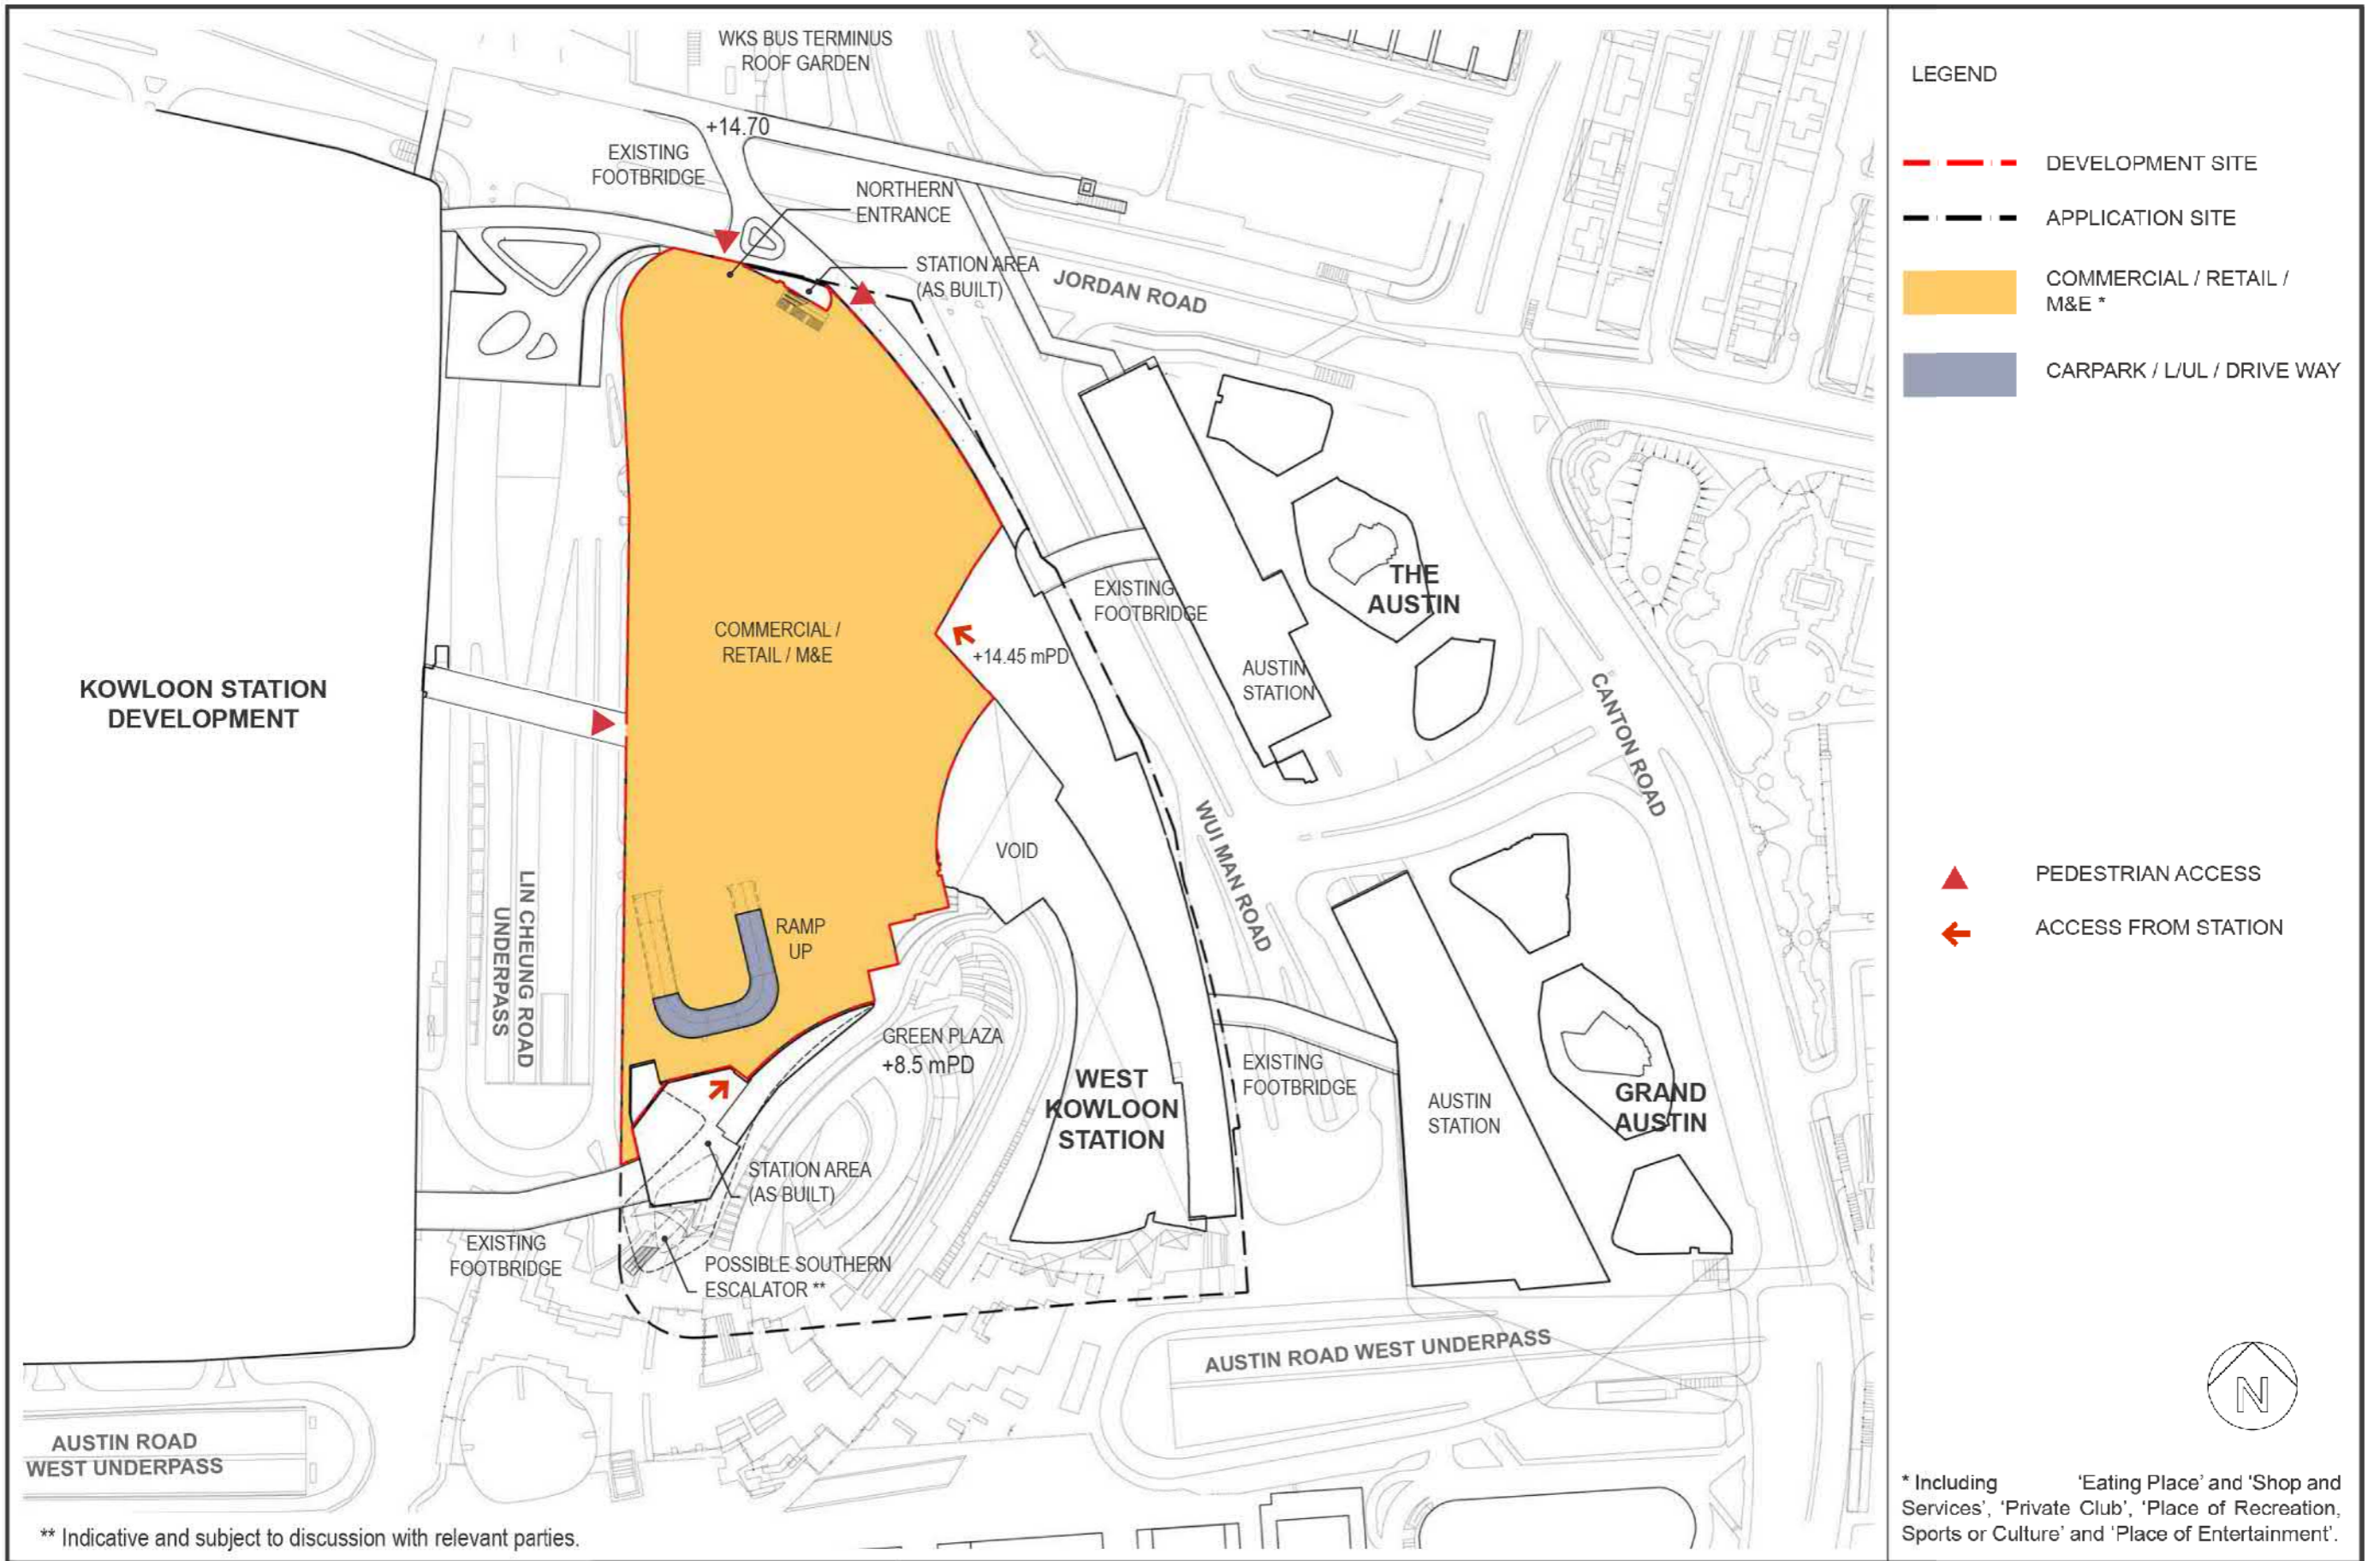 WKS BUS TERMINUS
ROOF GARDEN
+14.70
EXISTING
FOOTBRIDGE
NORTHERN
ENTRANCE
STATION AREA
(AS BUILT)
JORDAN ROAD
KOWLOON STATION
DEVELOPMENT
COMMERCIAL /
RETAIL / M&E
+14.45 mPD
EXISTING
FOOTBRIDGE
THE
AUSTIN
AUSTIN
STATION
CANTON ROAD
WUI MAN ROAD
VOID
LIN CHEUNG ROAD
UNDERPASS
RAMP
UP
GREEN PLAZA
+8.5 mPD
WEST
KOWLOON
STATION
EXISTING
FOOTBRIDGE
AUSTIN
STATION
GRAND
AUSTIN
STATION AREA
(AS BUILT)
EXISTING
FOOTBRIDGE
POSSIBLE SOUTHERN
ESCALATOR **
AUSTIN ROAD WEST UNDERPASS
AUSTIN ROAD
WEST UNDERPASS
** Indicative and subject to discussion with relevant parties.
LEGEND
DEVELOPMENT SITE
APPLICATION SITE
COMMERCIAL / RETAIL /
M&E *
CARPARK / L/UL / DRIVE WAY
PEDESTRIAN ACCESS
ACCESS FROM STATION
N
* Including ‘Eating Place’ and ‘Shop and
Services’, ‘Private Club’, ‘Place of Recreation,
Sports or Culture’ and ‘Place of Entertainment’.